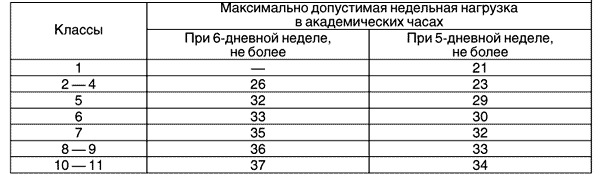 Классы
Максимально допустимая недельная нагрузка
в академических часах
При 6-дневной неделе,
не более
При 5-дневной неделе,
не более
1 — 21
2 — 4 26 23
5 32 29
6 33 30
7 35 32
8 — 9 36 33
10 — 11 37 34